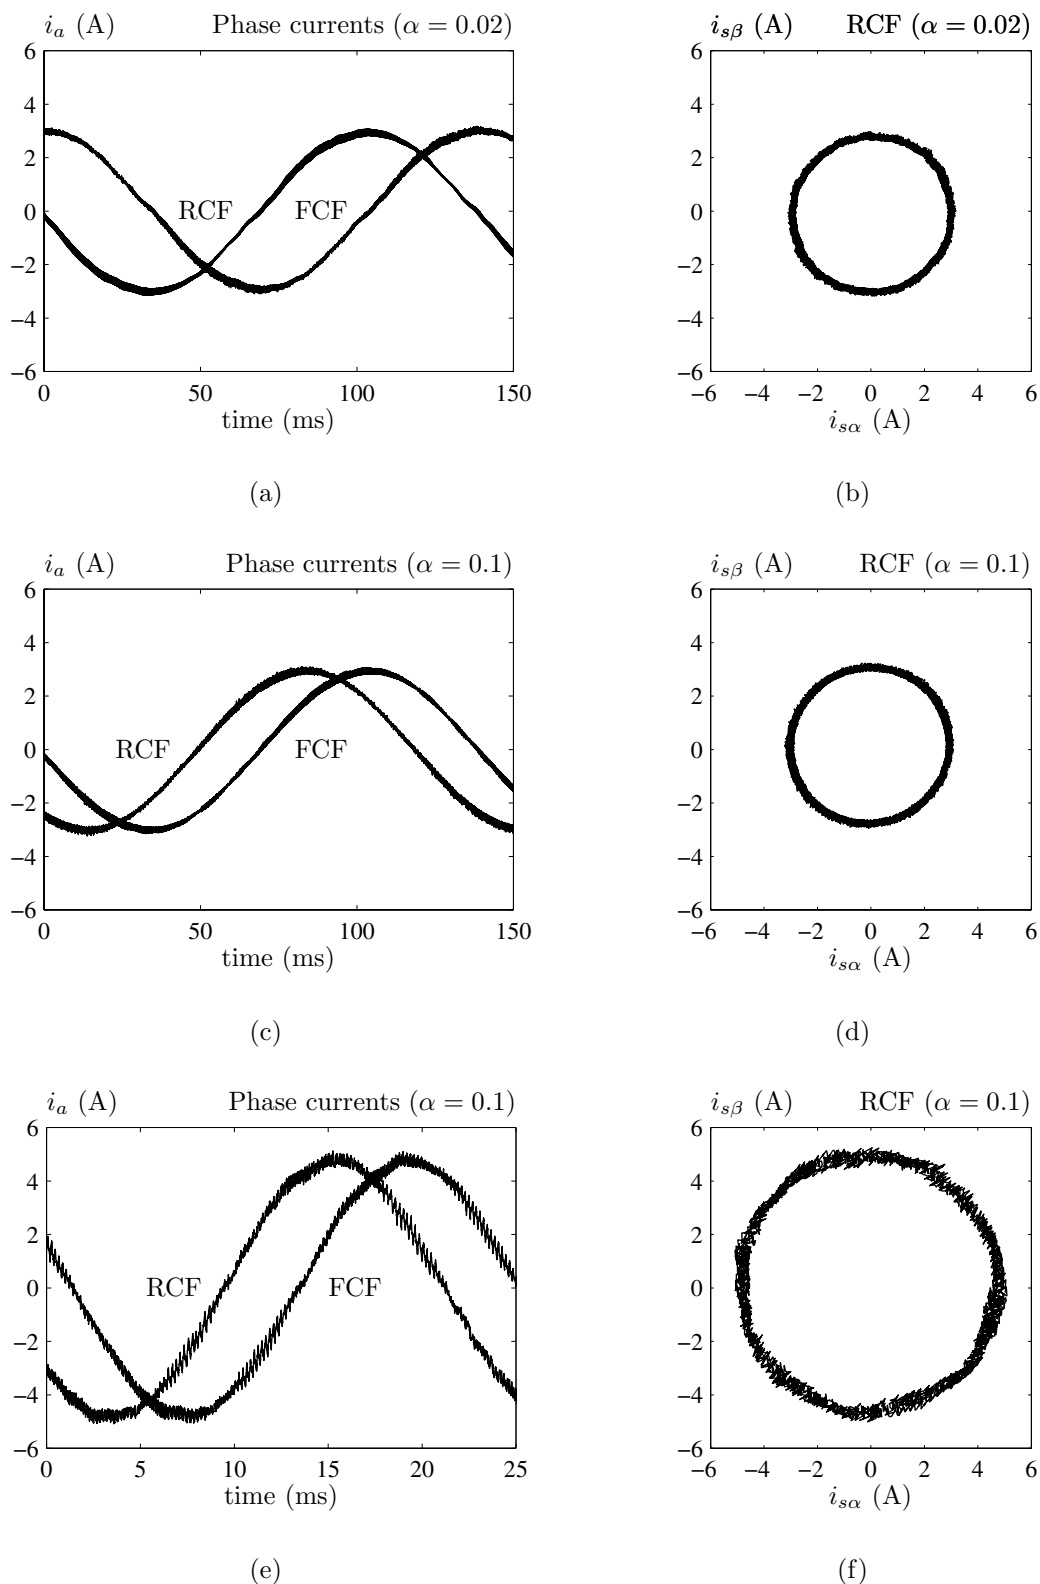 i_a (A) Phase currents (α = 0.02)
6
4
2
0
−2
−4
−6
RCF FCF
0 50 100 150
time (ms)
(a)
i_sβ (A) RCF (α = 0.02)
6
4
2
0
−2
−4
−6
−6 −4 −2 0 2 4 6
i_sα (A)
(b)
i_a (A) Phase currents (α = 0.1)
6
4
2
0
−2
−4
−6
RCF FCF
0 50 100 150
time (ms)
(c)
i_sβ (A) RCF (α = 0.1)
6
4
2
0
−2
−4
−6
−6 −4 −2 0 2 4 6
i_sα (A)
(d)
i_a (A) Phase currents (α = 0.1)
6
4
2
0
−2
−4
−6
RCF FCF
0 5 10 15 20 25
time (ms)
(e)
i_sβ (A) RCF (α = 0.1)
6
4
2
0
−2
−4
−6
−6 −4 −2 0 2 4 6
i_sα (A)
(f)